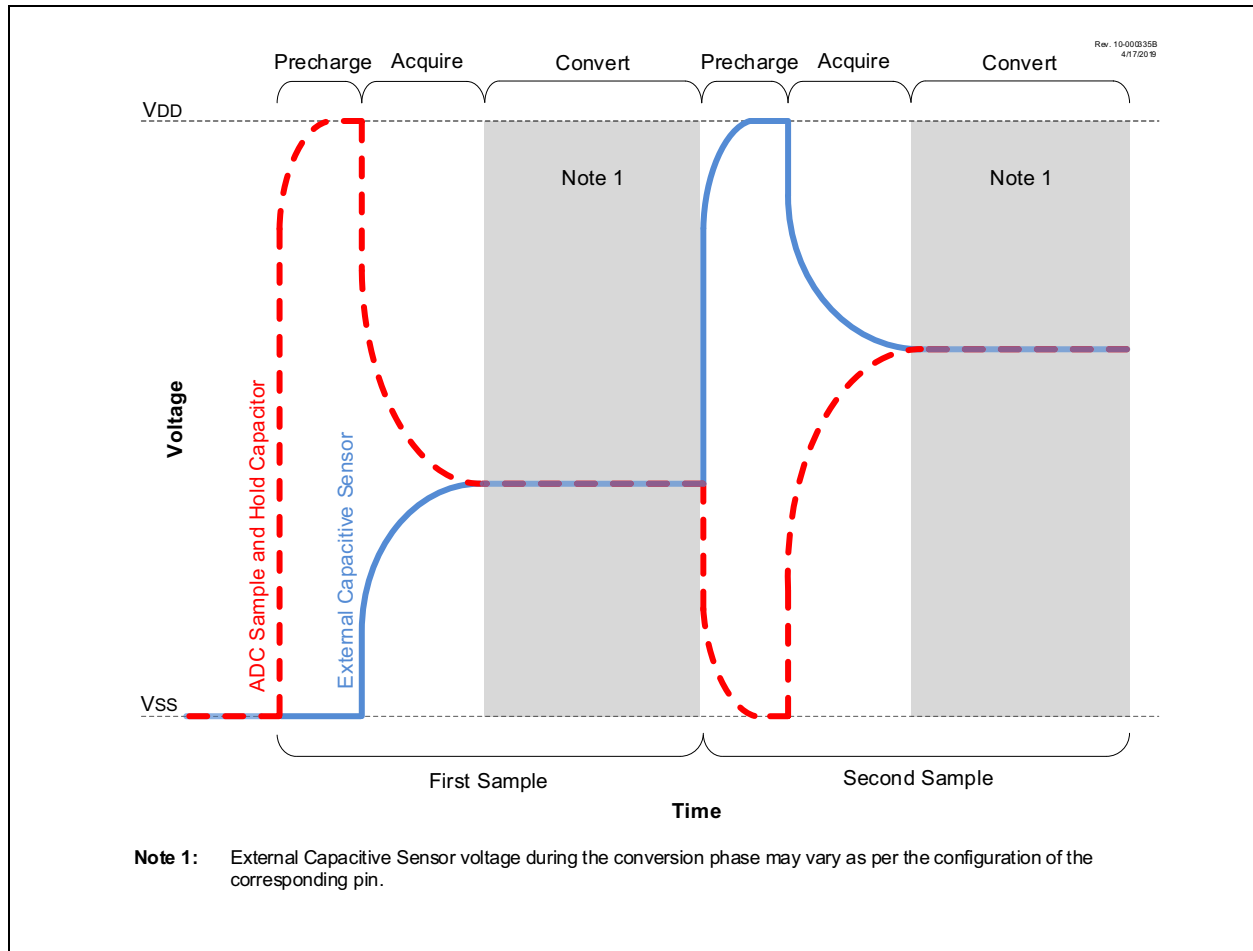 Rev. 10-000335B
4/17/2019
Precharge Acquire Convert Precharge Acquire Convert
VDD
Note 1 Note 1
Voltage
ADC Sample and Hold Capacitor
External Capacitive Sensor
VSS
First Sample Second Sample
Time
Note 1: External Capacitive Sensor voltage during the conversion phase may vary as per the configuration of the
corresponding pin.